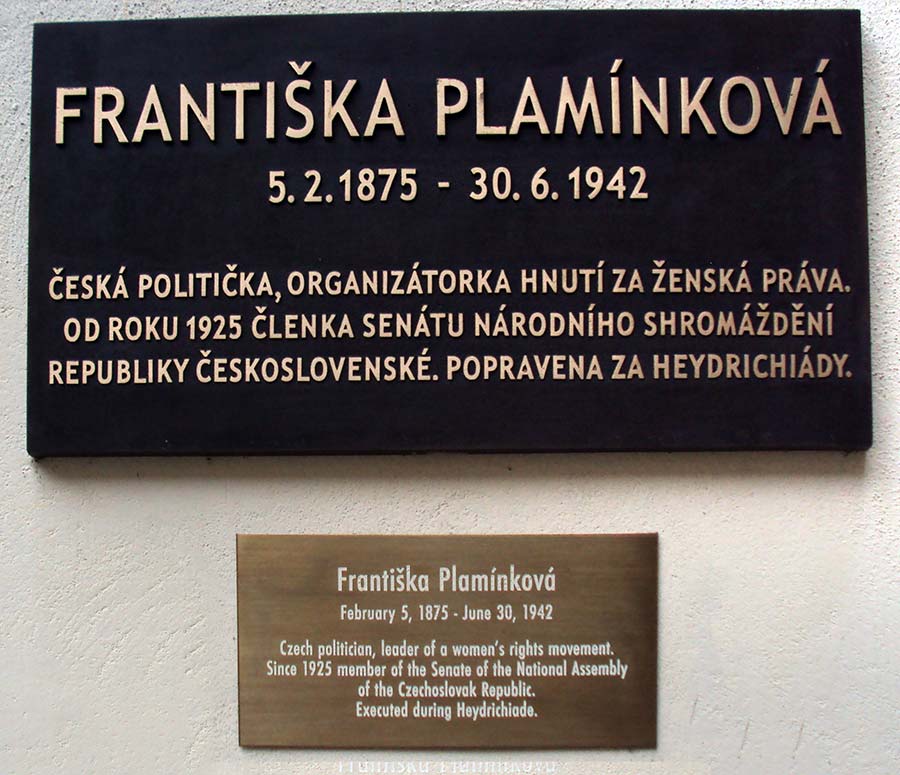 FRANTIŠKA PLAMÍNKOVÁ
5. 2. 1875 - 30. 6. 1942
ČESKÁ POLITIČKA, ORGANIZÁTORKA HNUTÍ ZA ŽENSKÁ PRÁVA.
OD ROKU 1925 ČLENKA SENÁTU NÁRODNÍHO SHROMÁŽDĚNÍ
REPUBLIKY ČESKOSLOVENSKÉ. POPRAVENA ZA HEYDRICHIÁDY.
Františka Plamínková
February 5, 1875 - June 30, 1942
Czech politician, leader of a women's rights movement.
Since 1925 member of the Senate of the National Assembly
of the Czechoslovak Republic.
Executed during Heydrichiade.